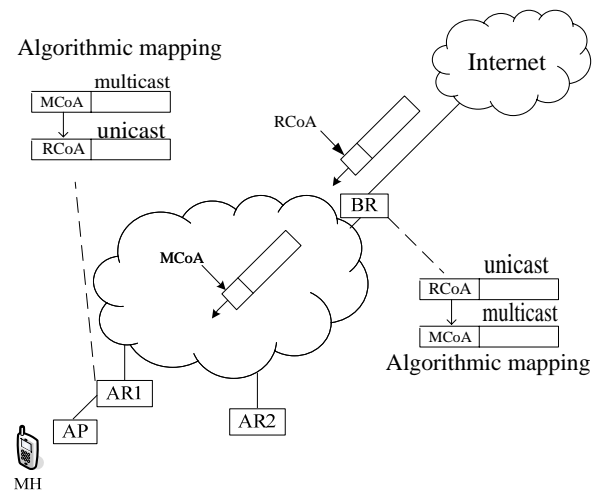 Algorithmic mapping
multicast
MCoA
unicast
RCoA
Internet
RCoA
BR
MCoA
unicast
RCoA
multicast
MCoA
Algorithmic mapping
AR1
AR2
AP
MH